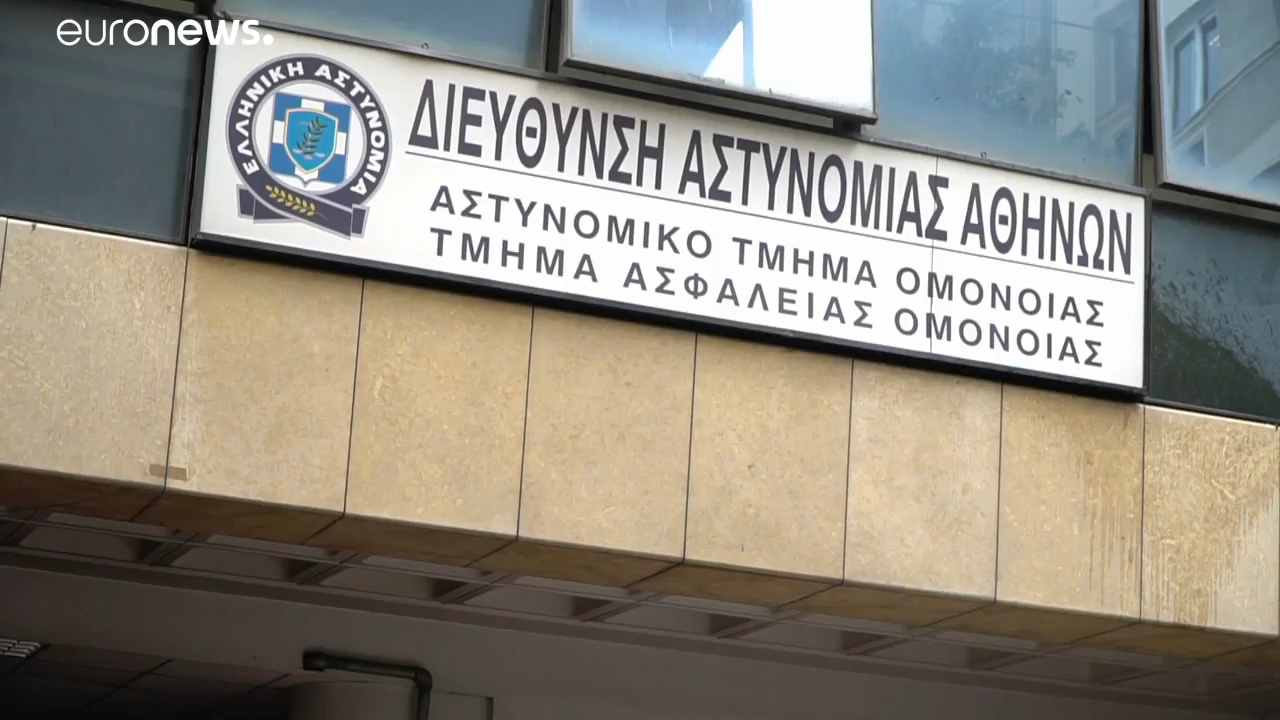 euronews.
ΕΛΛΗΝΙΚΗ ΑΣΤΥΝΟΜΙΑ
ΔΙΕΥΘΥΝΣΗ ΑΣΤΥΝΟΜΙΑΣ ΑΘΗΝΩΝ
ΑΣΤΥΝΟΜΙΚΟ ΤΜΗΜΑ ΟΜΟΝΟΙΑΣ
ΤΜΗΜΑ ΑΣΦΑΛΕΙΑΣ ΟΜΟΝΟΙΑΣ